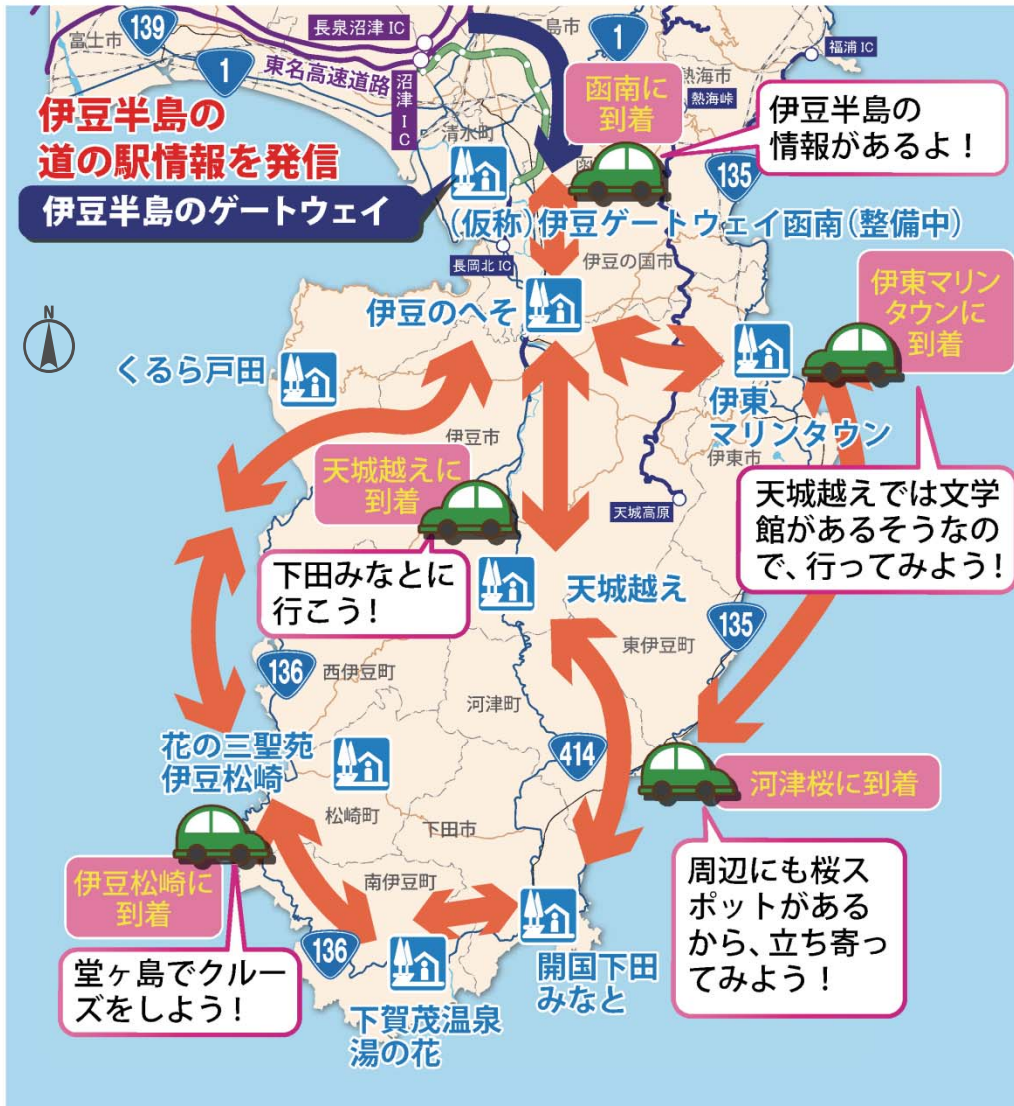 139
富士市
1
長泉沼津 IC
東名高速道路
沼津IC
三島市
1
福浦 IC
熱海市
熱海峠
135
函南に
到着
伊豆半島の
情報があるよ！
伊豆半島の
道の駅情報を発信
伊豆半島のゲートウェイ
清水町
函
(仮称)伊豆ゲートウェイ函南(整備中)
長岡北 IC
伊豆の国市
伊豆のへそ
伊東マリン
タウンに
到着
くるら戸田
N
伊東
マリンタウン
伊東市
伊豆市
天城越えに
到着
天城高原
天城越えでは文学
館があるそうなの
で、行ってみよう！
下田みなとに
行こう！
天城越え
135
東伊豆町
136
西伊豆町
河津町
414
花の三聖苑
伊豆松崎
松崎町
下田市
河津桜に到着
伊豆松崎に
到着
南伊豆町
周辺にも桜ス
ポットがある
から、立ち寄っ
てみよう！
136
堂ヶ島でクルー
ズをしよう！
開国下田
みなと
下賀茂温泉
湯の花